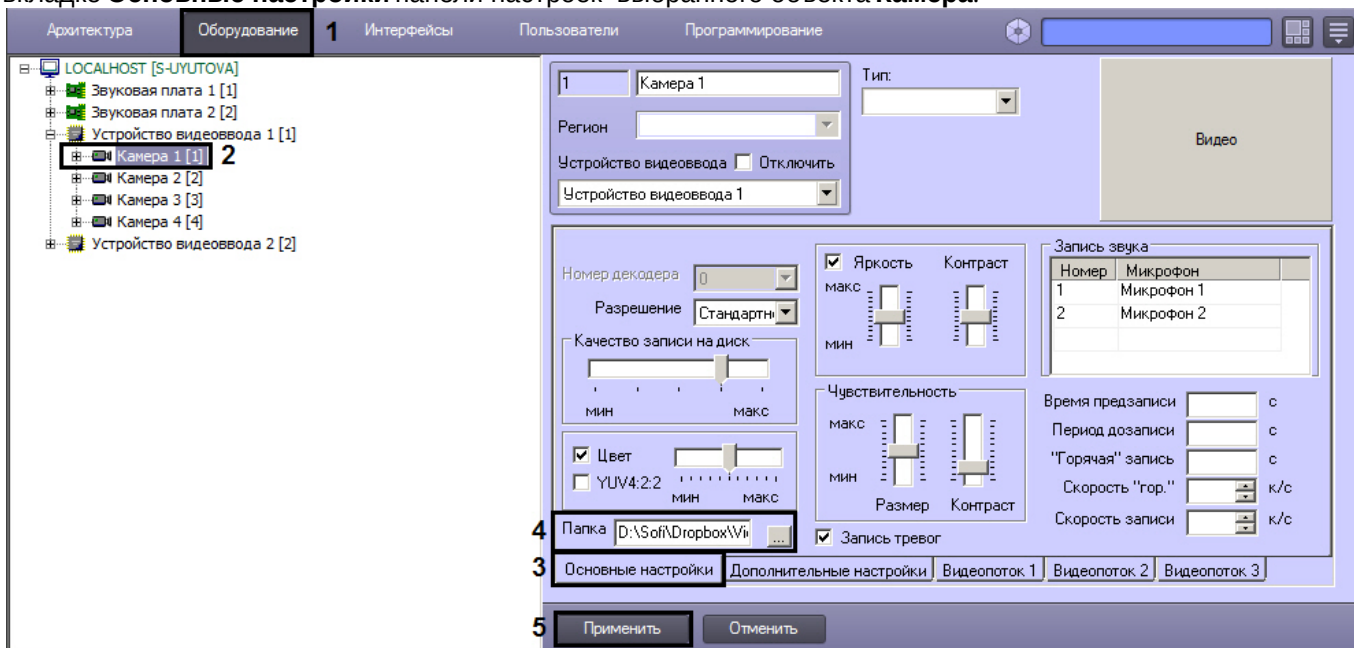 вкладке Основные настройки панели настроек выбранного объекта Камера.
Архитектура Оборудование 1 Интерфейсы Пользователи Программирование
LOCALHOST [S-UYUTOVA]
Звуковая плата 1 [1]
Звуковая плата 2 [2]
Устройство видеоввода 1 [1]
Камера 1 [1] 2
Камера 2 [2]
Камера 3 [3]
Камера 4 [4]
Устройство видеоввода 2 [2]
1 Камера 1
Тип:
Регион
Устройство видеоввода Отключить
Устройство видеоввода 1
Видео
Номер декодера 0
Разрешение Стандартн
Качество записи на диск
мин макс
Цвет
YUV4:2:2
мин макс
4 Папка D:\Sofi\Dropbox\Vi ...
Яркость Контраст
макс
мин
Чувствительность
макс
мин
Размер Контраст
Запись тревог
Запись звука
Номер Микрофон
1 Микрофон 1
2 Микрофон 2
Время предзаписи с
Период дозаписи с
"Горячая" запись с
Скорость "гор." к/с
Скорость записи к/с
3 Основные настройки Дополнительные настройки Видеопоток 1 Видеопоток 2 Видеопоток 3
5 Применить Отменить